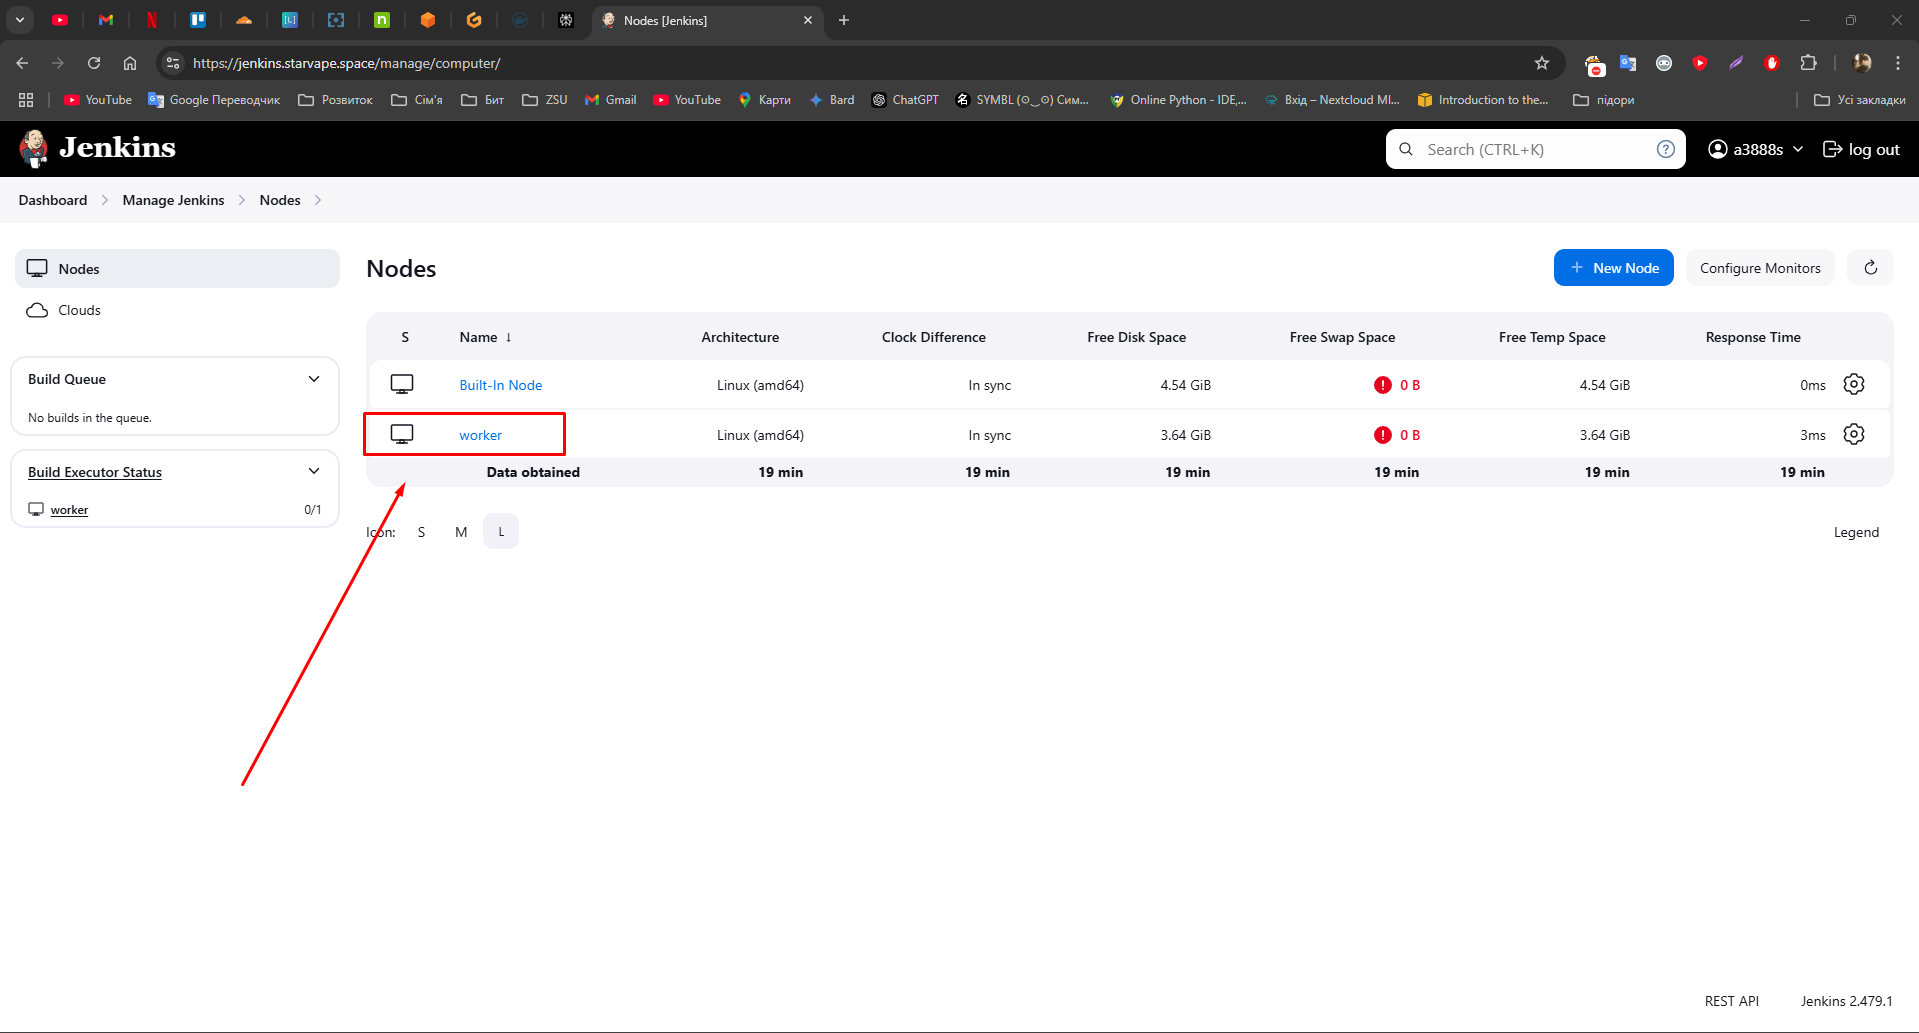 Nodes [Jenkins]
https://jenkins.starvape.space/manage/computer/
YouTube Google Переводчик Розвиток Сім'я Бит ZSU Gmail YouTube Карти Bard ChatGPT SYMBL (⊙‿⊙) Сим... Online Python - IDE,... Вхід – Nextcloud MI... Introduction to the... підори Усі закладки
Jenkins
Search (CTRL+K)
a3888s
log out
Dashboard Manage Jenkins Nodes
Nodes
Clouds
Build Queue
No builds in the queue.
Build Executor Status
worker 0/1
Nodes
+ New Node
Configure Monitors
S Name ↓ Architecture Clock Difference Free Disk Space Free Swap Space Free Temp Space Response Time
Built-In Node Linux (amd64) In sync 4.54 GiB ! 0 B 4.54 GiB 0ms
worker Linux (amd64) In sync 3.64 GiB ! 0 B 3.64 GiB 3ms
Data obtained 19 min 19 min 19 min 19 min 19 min 19 min
Icon: S M L
Legend
REST API Jenkins 2.479.1